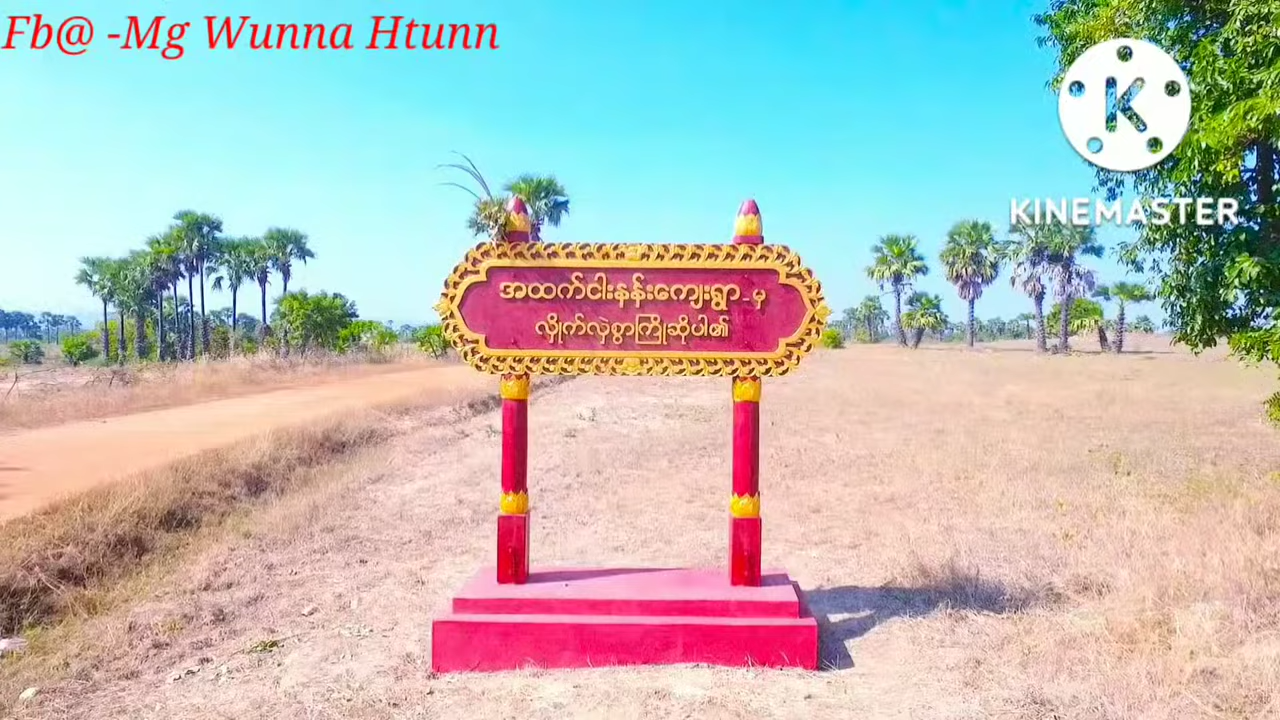 Fb@ -Mg Wunna Htunn
K
KINEMASTER
အထက်ငါးနန်းကျေးရွာ-မှ
လှိုက်လှဲစွာကြိုဆိုပါ၏